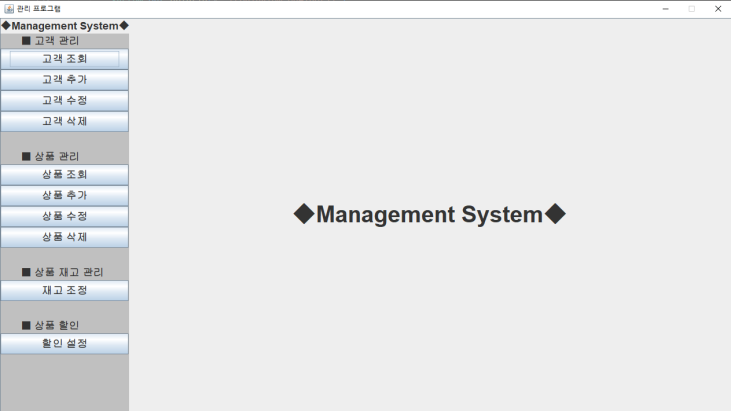 관리 프로그램
◆Management System◆
■ 고객 관리
고객 조회
고객 추가
고객 수정
고객 삭제
■ 상품 관리
상품 조회
상품 추가
상품 수정
상품 삭제
■ 상품 재고 관리
재고 조정
■ 상품 할인
할인 설정
◆Management System◆